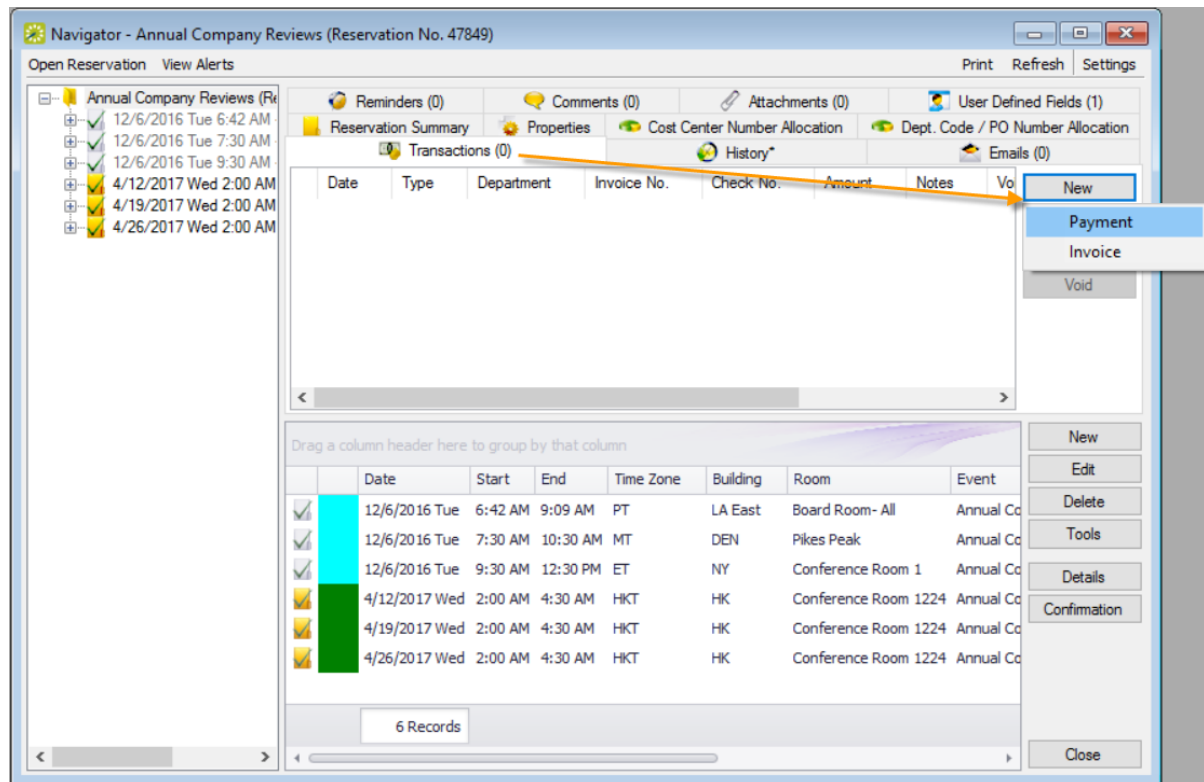 Navigator - Annual Company Reviews (Reservation No. 47849)
Open Reservation View Alerts Print Refresh Settings
Annual Company Reviews (Re
12/6/2016 Tue 6:42 AM -
12/6/2016 Tue 7:30 AM -
12/6/2016 Tue 9:30 AM -
4/12/2017 Wed 2:00 AM
4/19/2017 Wed 2:00 AM
4/26/2017 Wed 2:00 AM
Reminders (0) Comments (0) Attachments (0) User Defined Fields (1)
Reservation Summary Properties Cost Center Number Allocation Dept. Code / PO Number Allocation
Transactions (0) History* Emails (0)
Date Type Department Invoice No. Check No. Amount Notes Vo
New
Payment
Invoice
Void
Drag a column header here to group by that column
Date Start End Time Zone Building Room Event
12/6/2016 Tue 6:42 AM 9:09 AM PT LA East Board Room- All Annual Co
12/6/2016 Tue 7:30 AM 10:30 AM MT DEN Pikes Peak Annual Co
12/6/2016 Tue 9:30 AM 12:30 PM ET NY Conference Room 1 Annual Co
4/12/2017 Wed 2:00 AM 4:30 AM HKT HK Conference Room 1224 Annual Co
4/19/2017 Wed 2:00 AM 4:30 AM HKT HK Conference Room 1224 Annual Co
4/26/2017 Wed 2:00 AM 4:30 AM HKT HK Conference Room 1224 Annual Co
6 Records
New
Edit
Delete
Tools
Details
Confirmation
Close